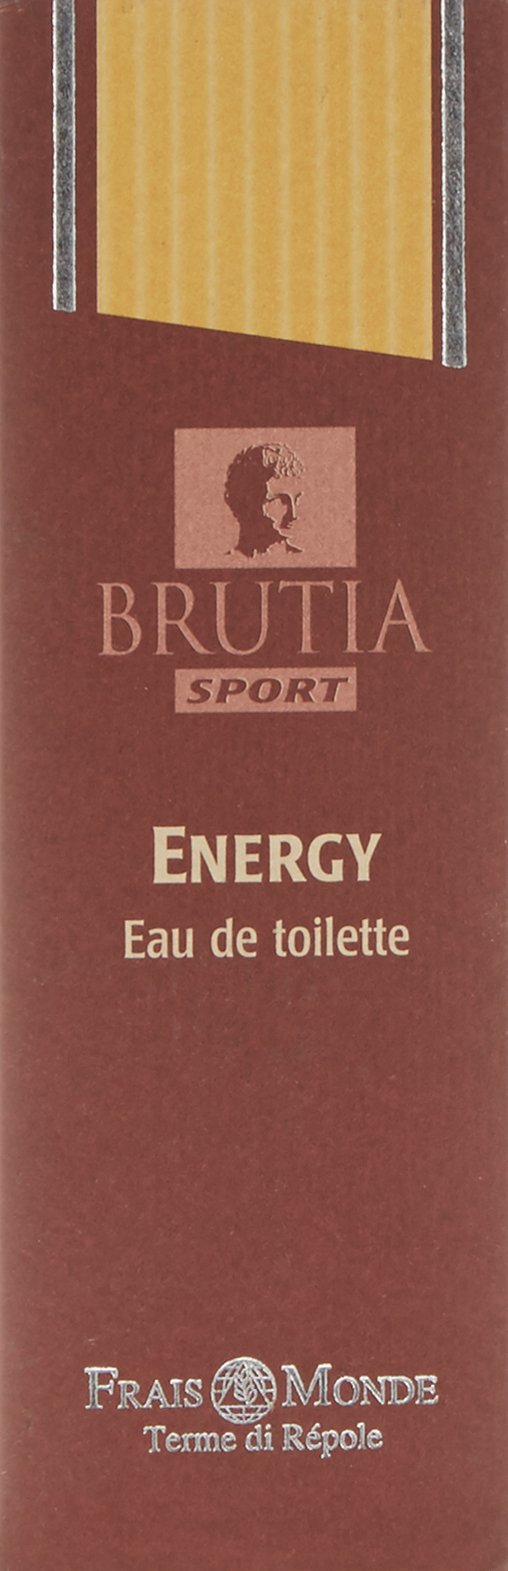 BRUTIA
SPORT
ENERGY
Eau de toilette
FRAIS MONDE
Terme di Répole